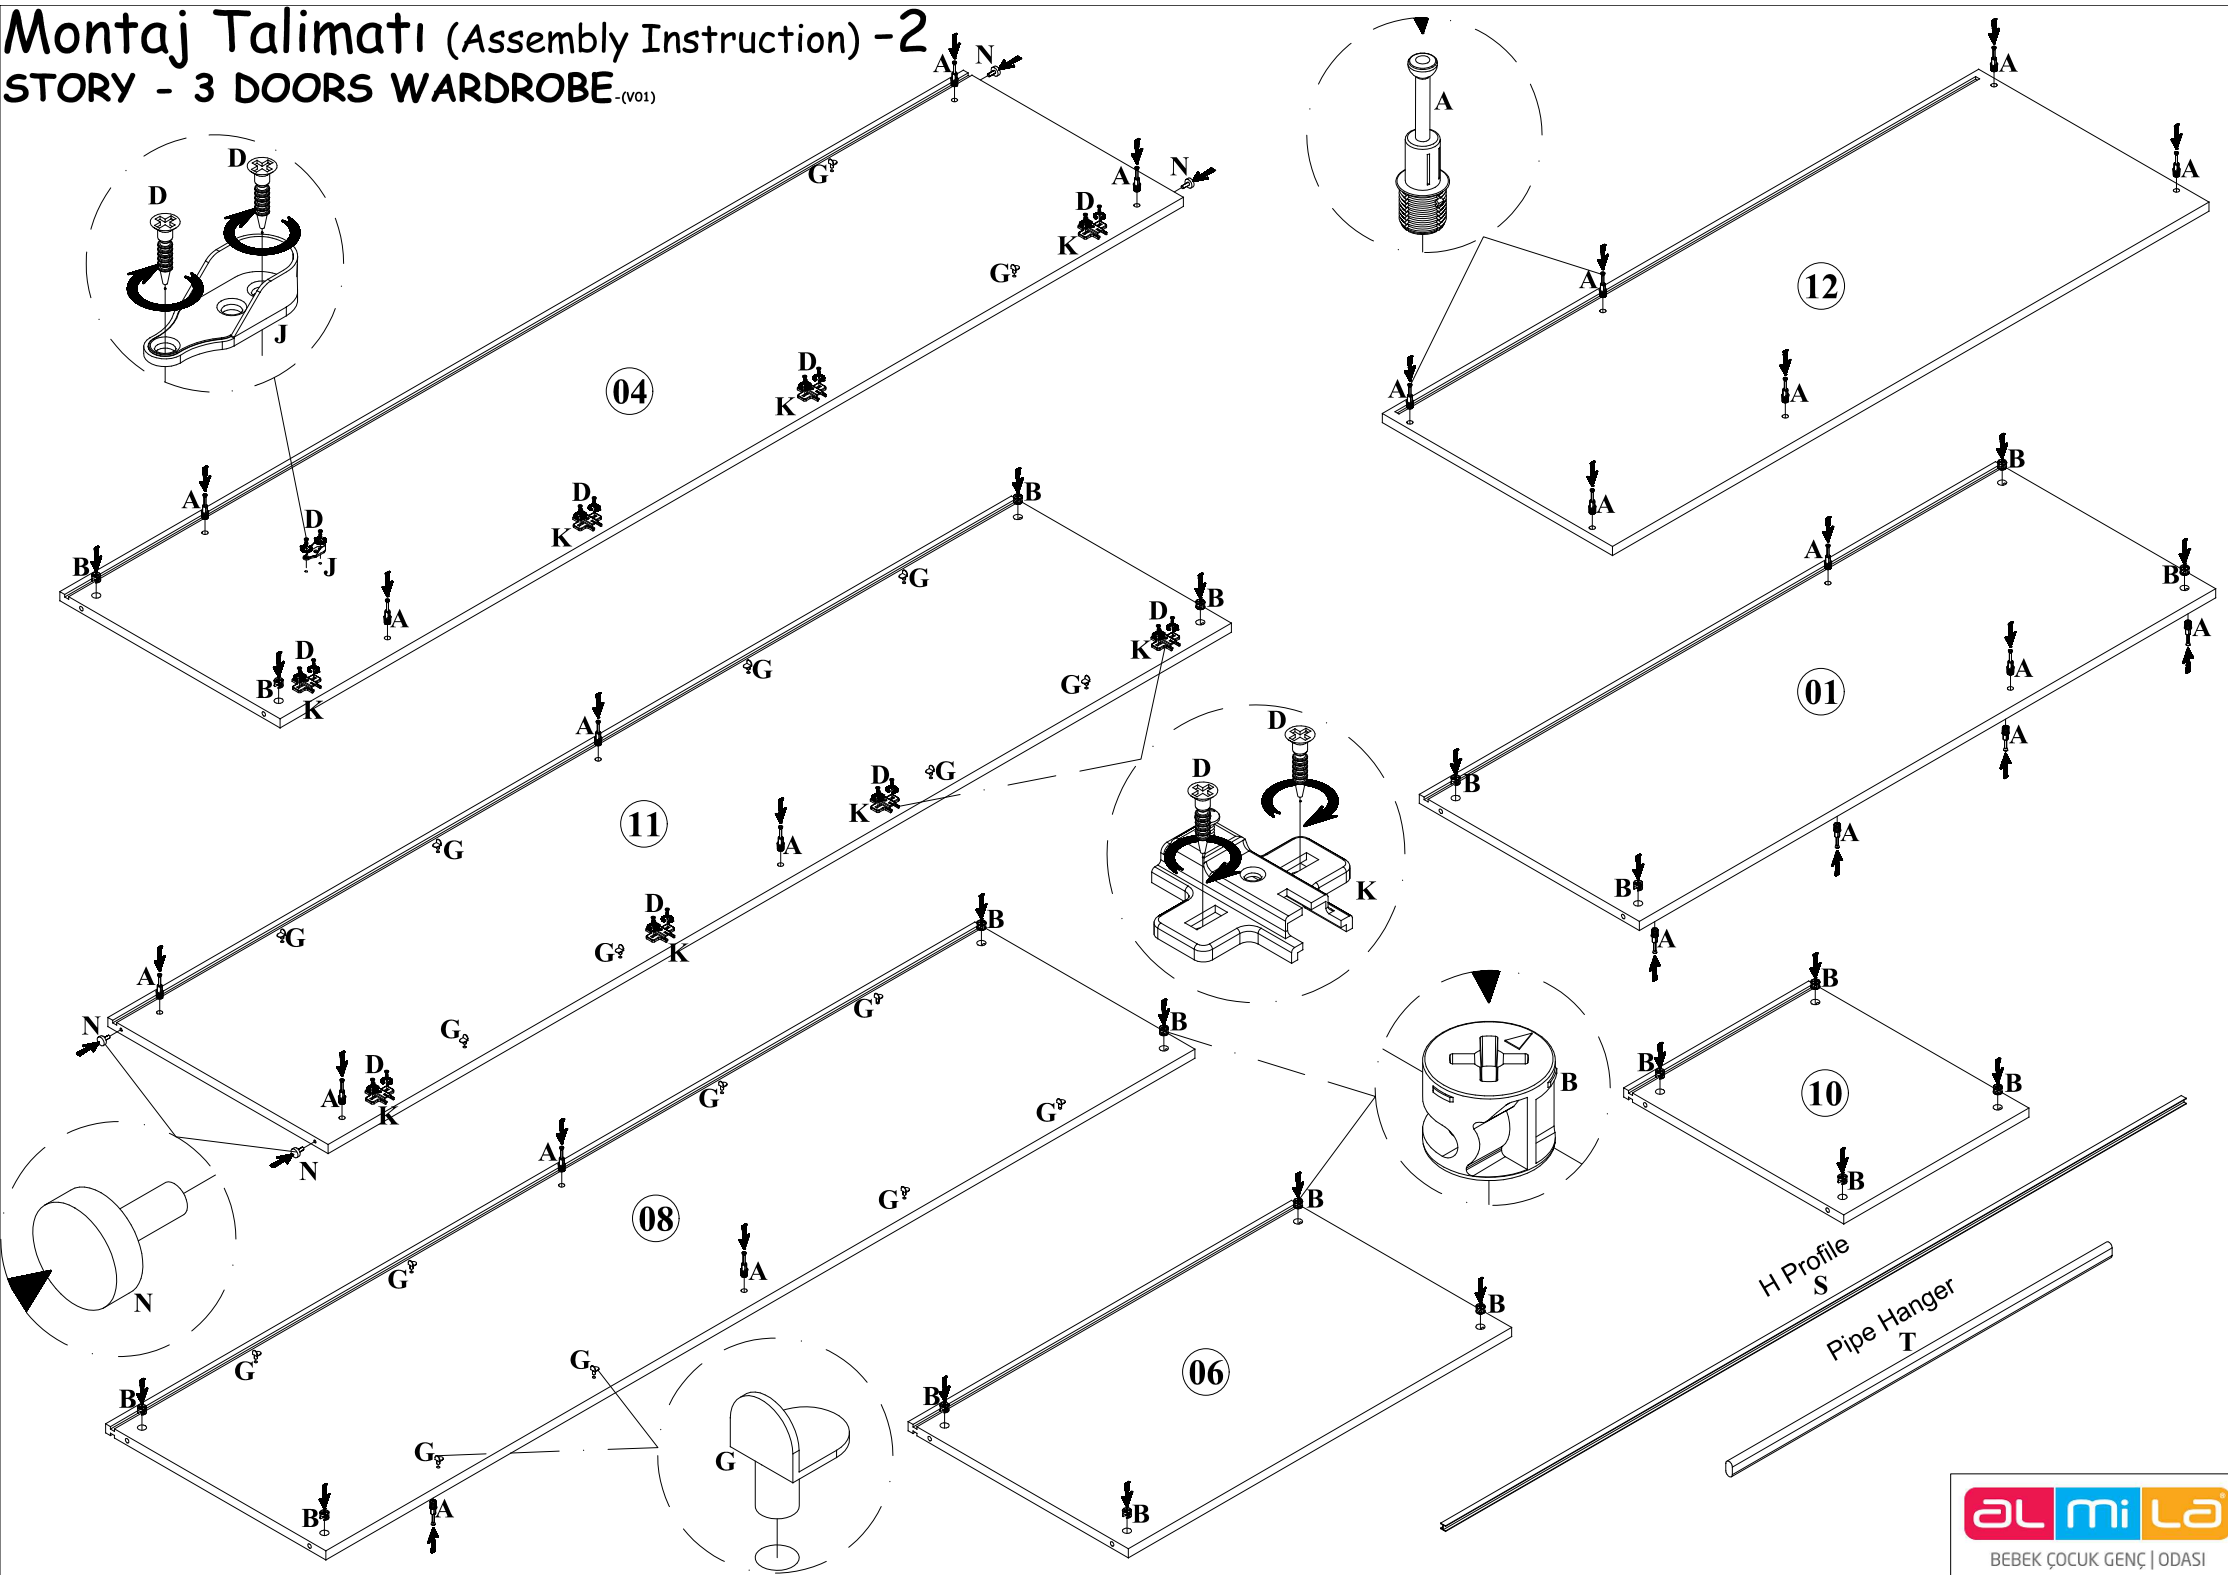 Montaj Talimatı (Assembly Instruction) -2
STORY - 3 DOORS WARDROBE-(V01)
D
D
J
A
N
G
A
N
D
K
G
04
D
K
D
K
A
B
D
J
A
D
B
K
A
A
A
A
A
12
A
A
A
B
A
B
A
01
A
A
B
A
B
A
B
G
B
D
K
G
G
A
11
D
K
G
A
G
G
D
K
G
A
G
N
A
D
K
N
N
D
D
K
B
G
B
G
G
A
G
08
G
A
G
G
B
G
B
A
G
B
B
B
B
B
06
B
B
B
B
10
B
B
H Profile
S
Pipe Hanger
T
ALMILA
BEBEK ÇOCUK GENÇ | ODASI